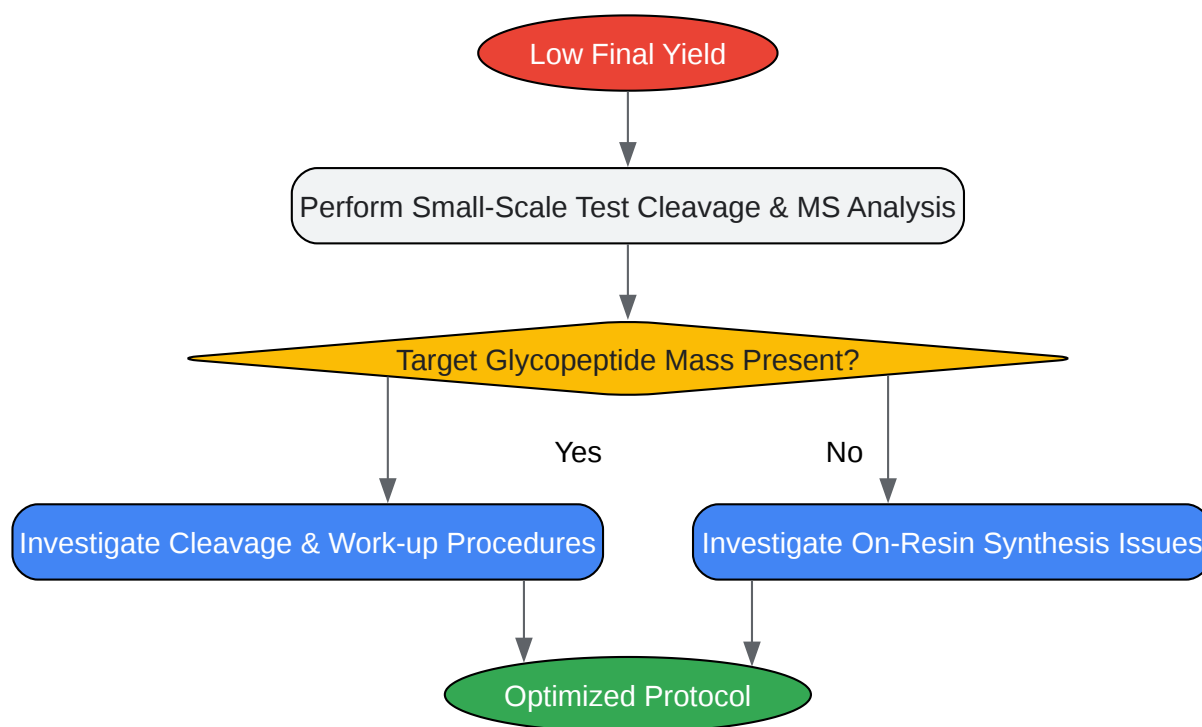 Low Final Yield
Perform Small-Scale Test Cleavage & MS Analysis
Target Glycopeptide Mass Present?
Yes
No
Investigate Cleavage & Work-up Procedures
Investigate On-Resin Synthesis Issues
Optimized Protocol